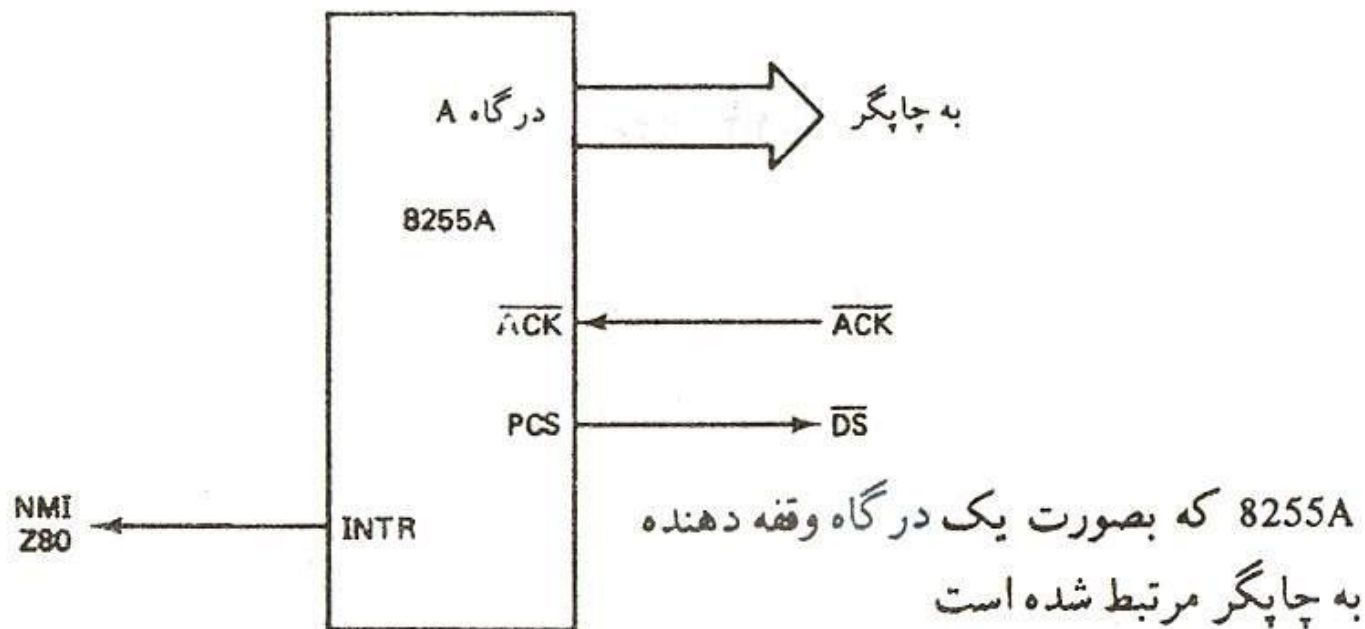 درگاه A
به چاپگر
8255A
ACK
ACK
PCS
DS
NMI
Z80
INTR
8255A که بصورت یک درگاه وقفه دهنده
به چاپگر مرتبط شده است